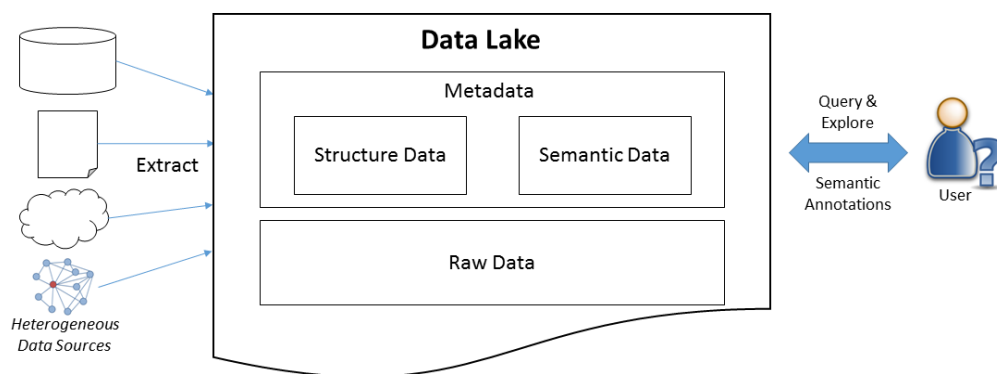 Data Lake
Metadata
Structure Data
Semantic Data
Raw Data
Extract
Heterogeneous
Data Sources
Query &
Explore
Semantic
Annotations
User